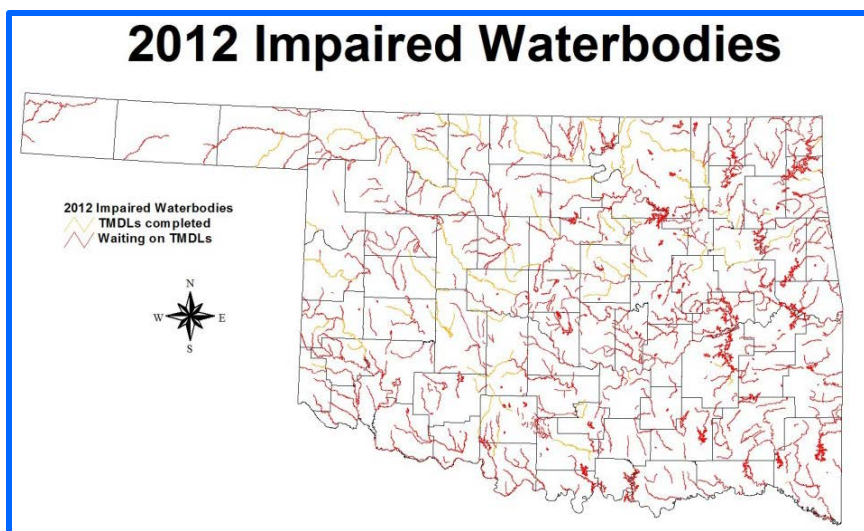 2012 Impaired Waterbodies
2012 Impaired Waterbodies
TMDLs completed
Waiting on TMDLs
N
W E
S